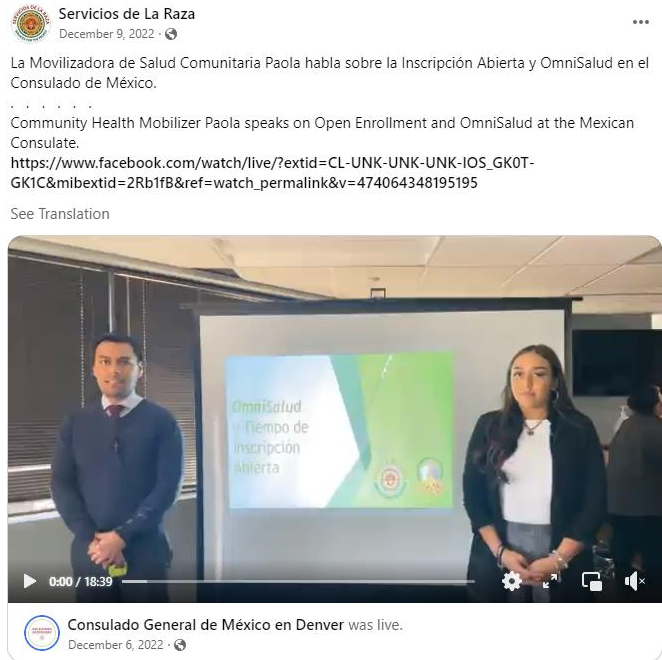 Servicios de La Raza
December 9, 2022 ·
La Movilizadora de Salud Comunitaria Paola habla sobre la Inscripción Abierta y OmniSalud en el
Consulado de México.
. . . . . .
Community Health Mobilizer Paola speaks on Open Enrollment and OmniSalud at the Mexican
Consulate.
https://www.facebook.com/watch/live/?extid=CL-UNK-UNK-UNK-IOS_GK0T-
GK1C&mibextid=2Rb1fB&ref=watch_permalink&v=474064348195195
See Translation
OmniSalud
y Tiempo de
Inscripción
Abierta
0:00 / 18:39
Consulado General de México en Denver was live.
December 6, 2022 ·